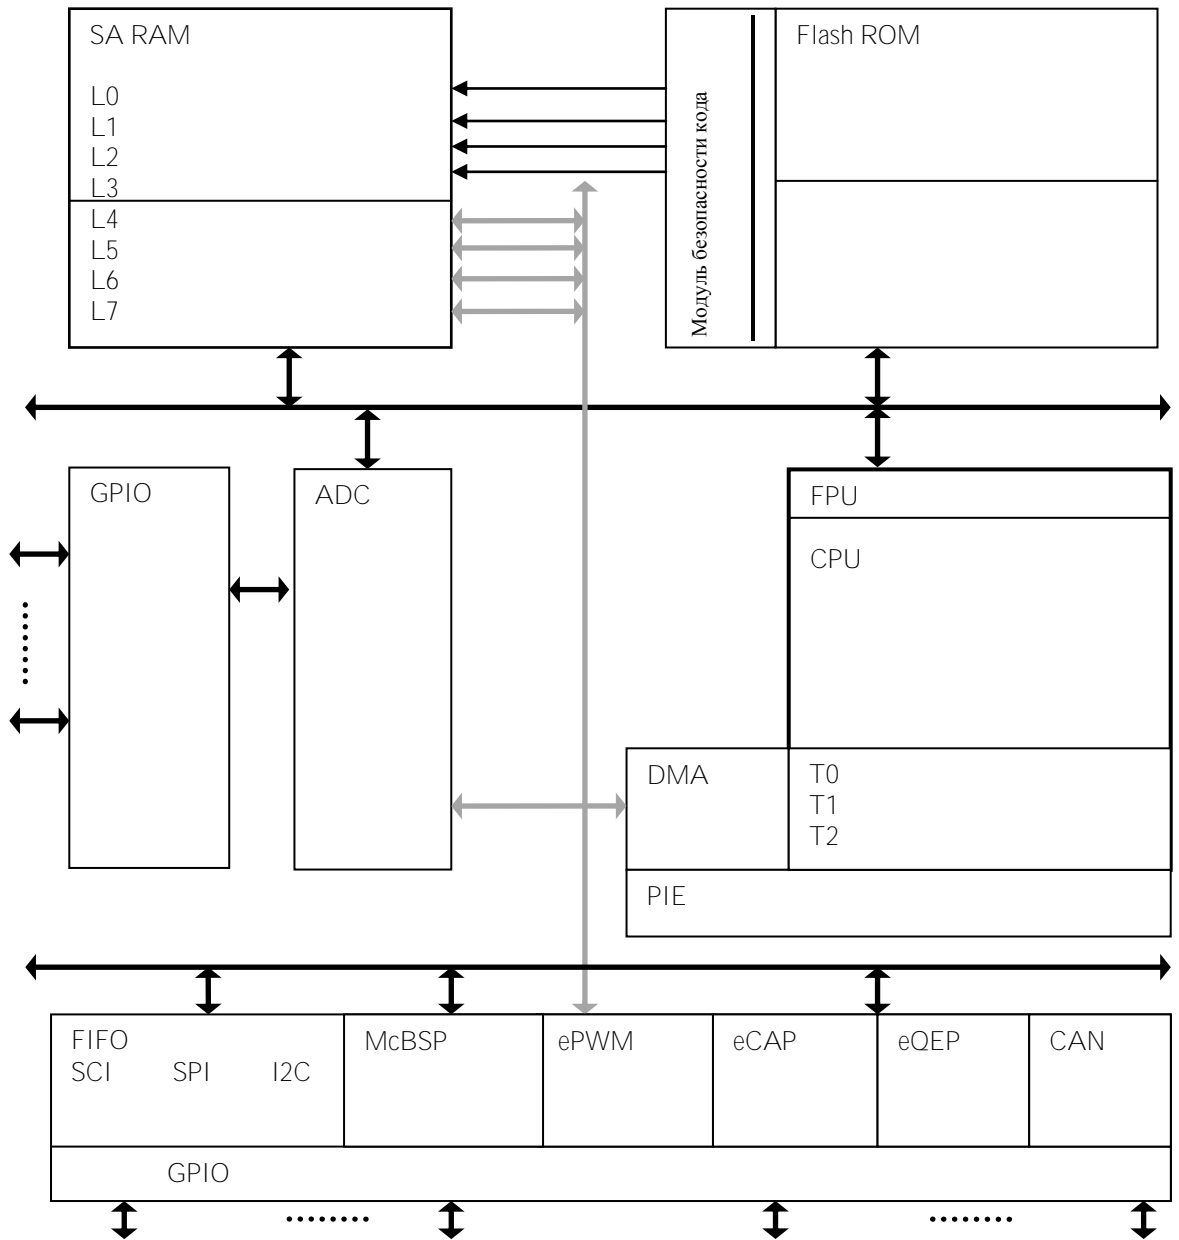 SA RAM
L0
L1
L2
L3
L4
L5
L6
L7
Модуль безопасности кода
Flash ROM
GPIO
ADC
FPU
CPU
DMA
T0
T1
T2
PIE
FIFO
SCI SPI I2C
McBSP
ePWM
eCAP
eQEP
CAN
GPIO